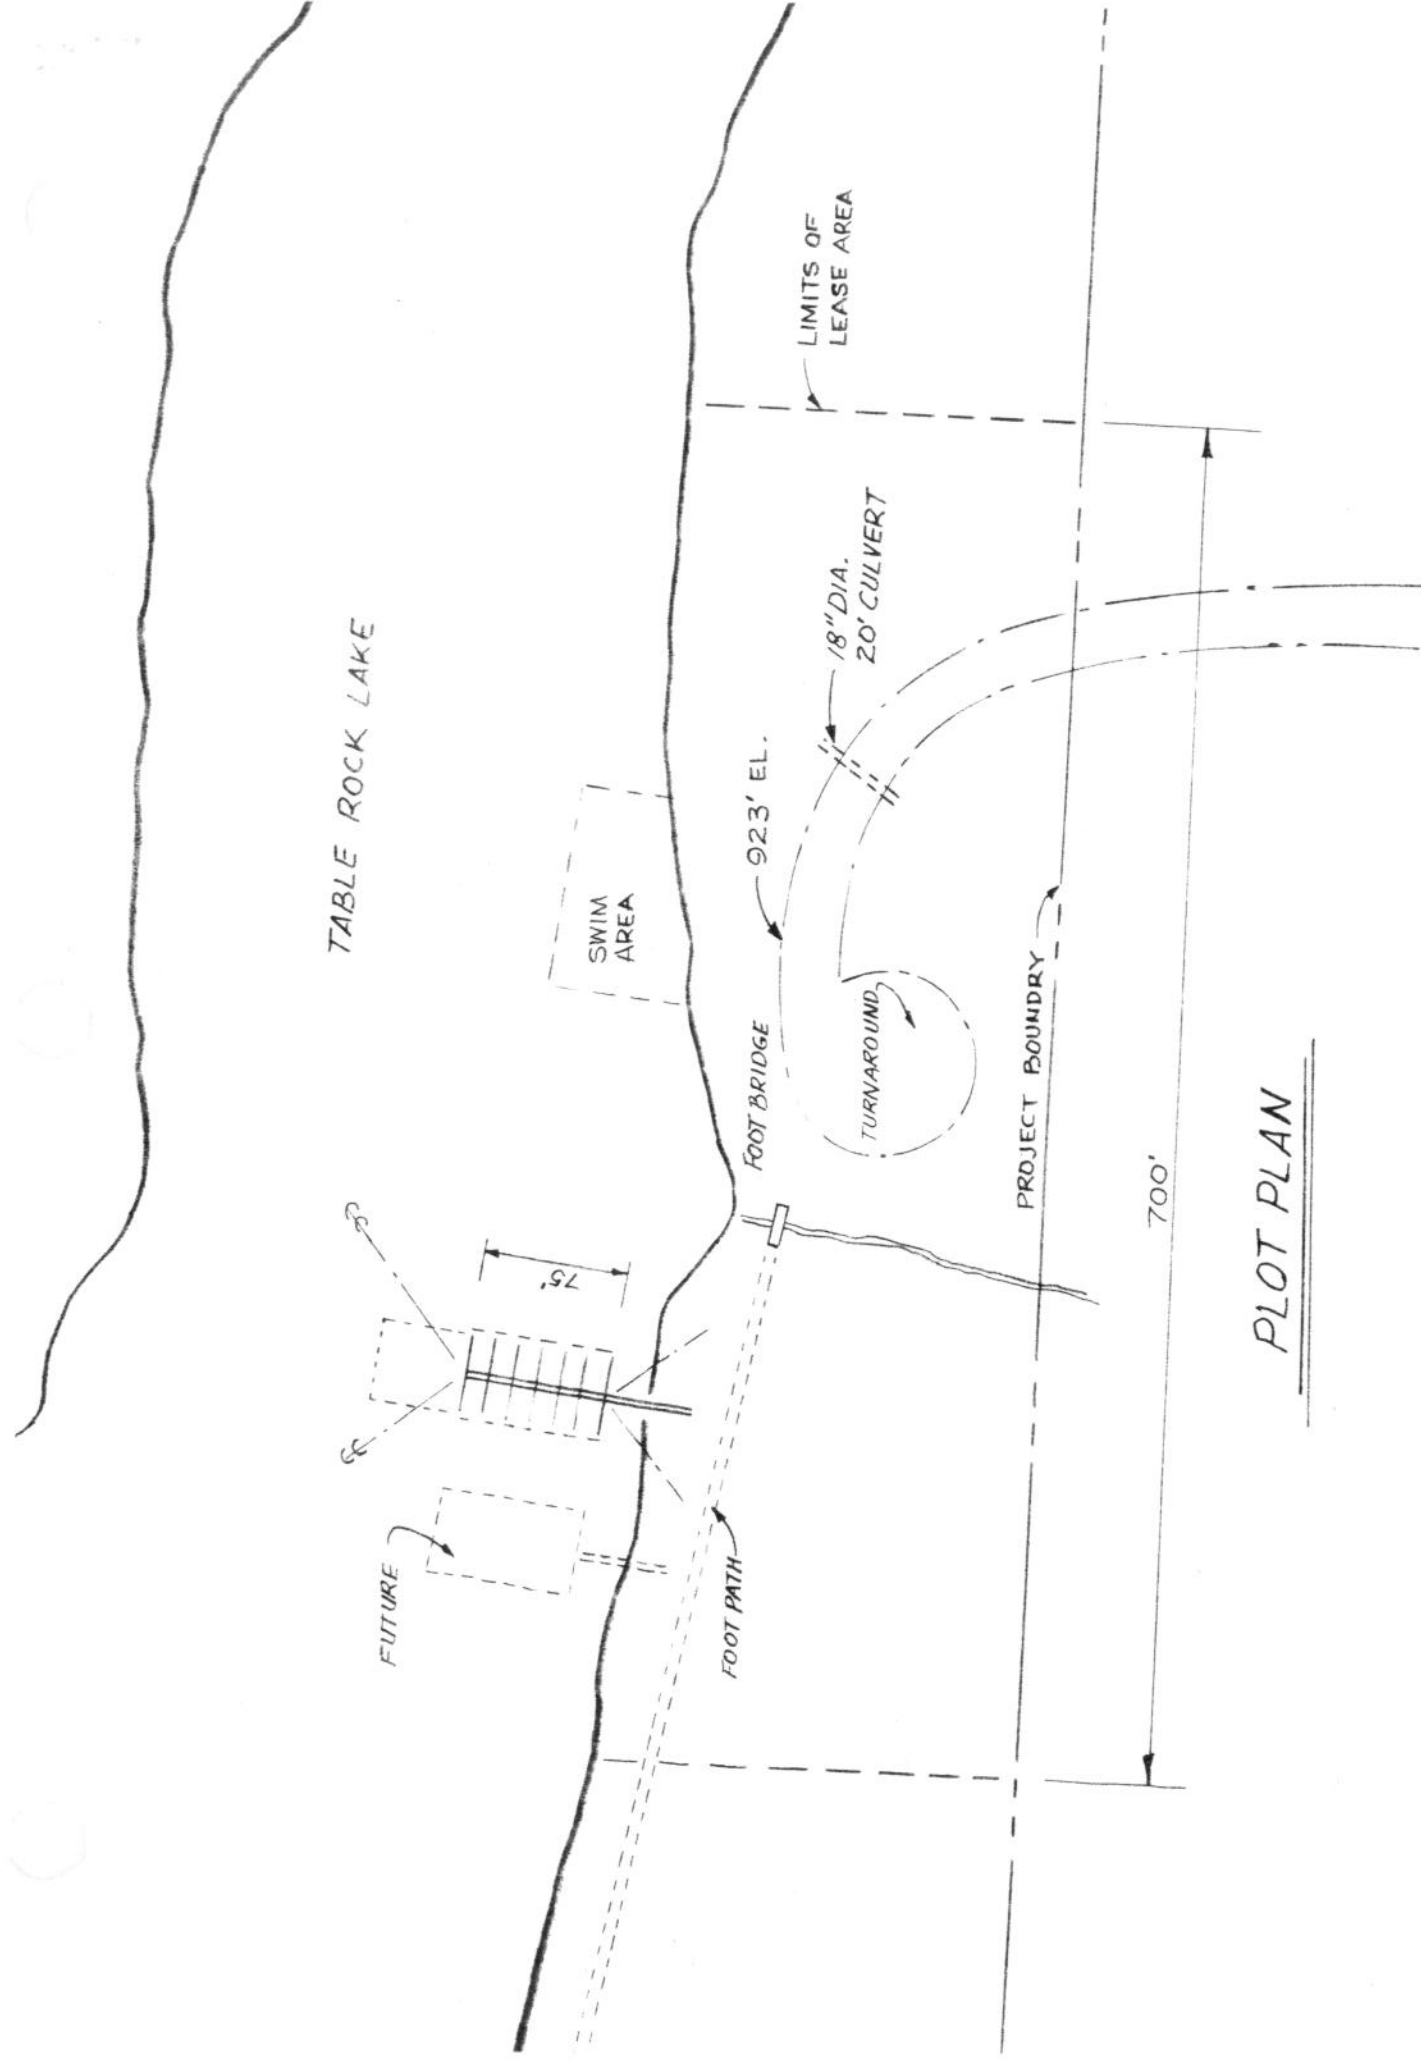 TABLE ROCK LAKE
FUTURE
75'
SWIM
AREA
FOOT PATH
FOOT BRIDGE
923' EL.
18" DIA.
20' CULVERT
LIMITS OF
LEASE AREA
TURNAROUND
PROJECT BOUNDRY
700'
PLOT PLAN